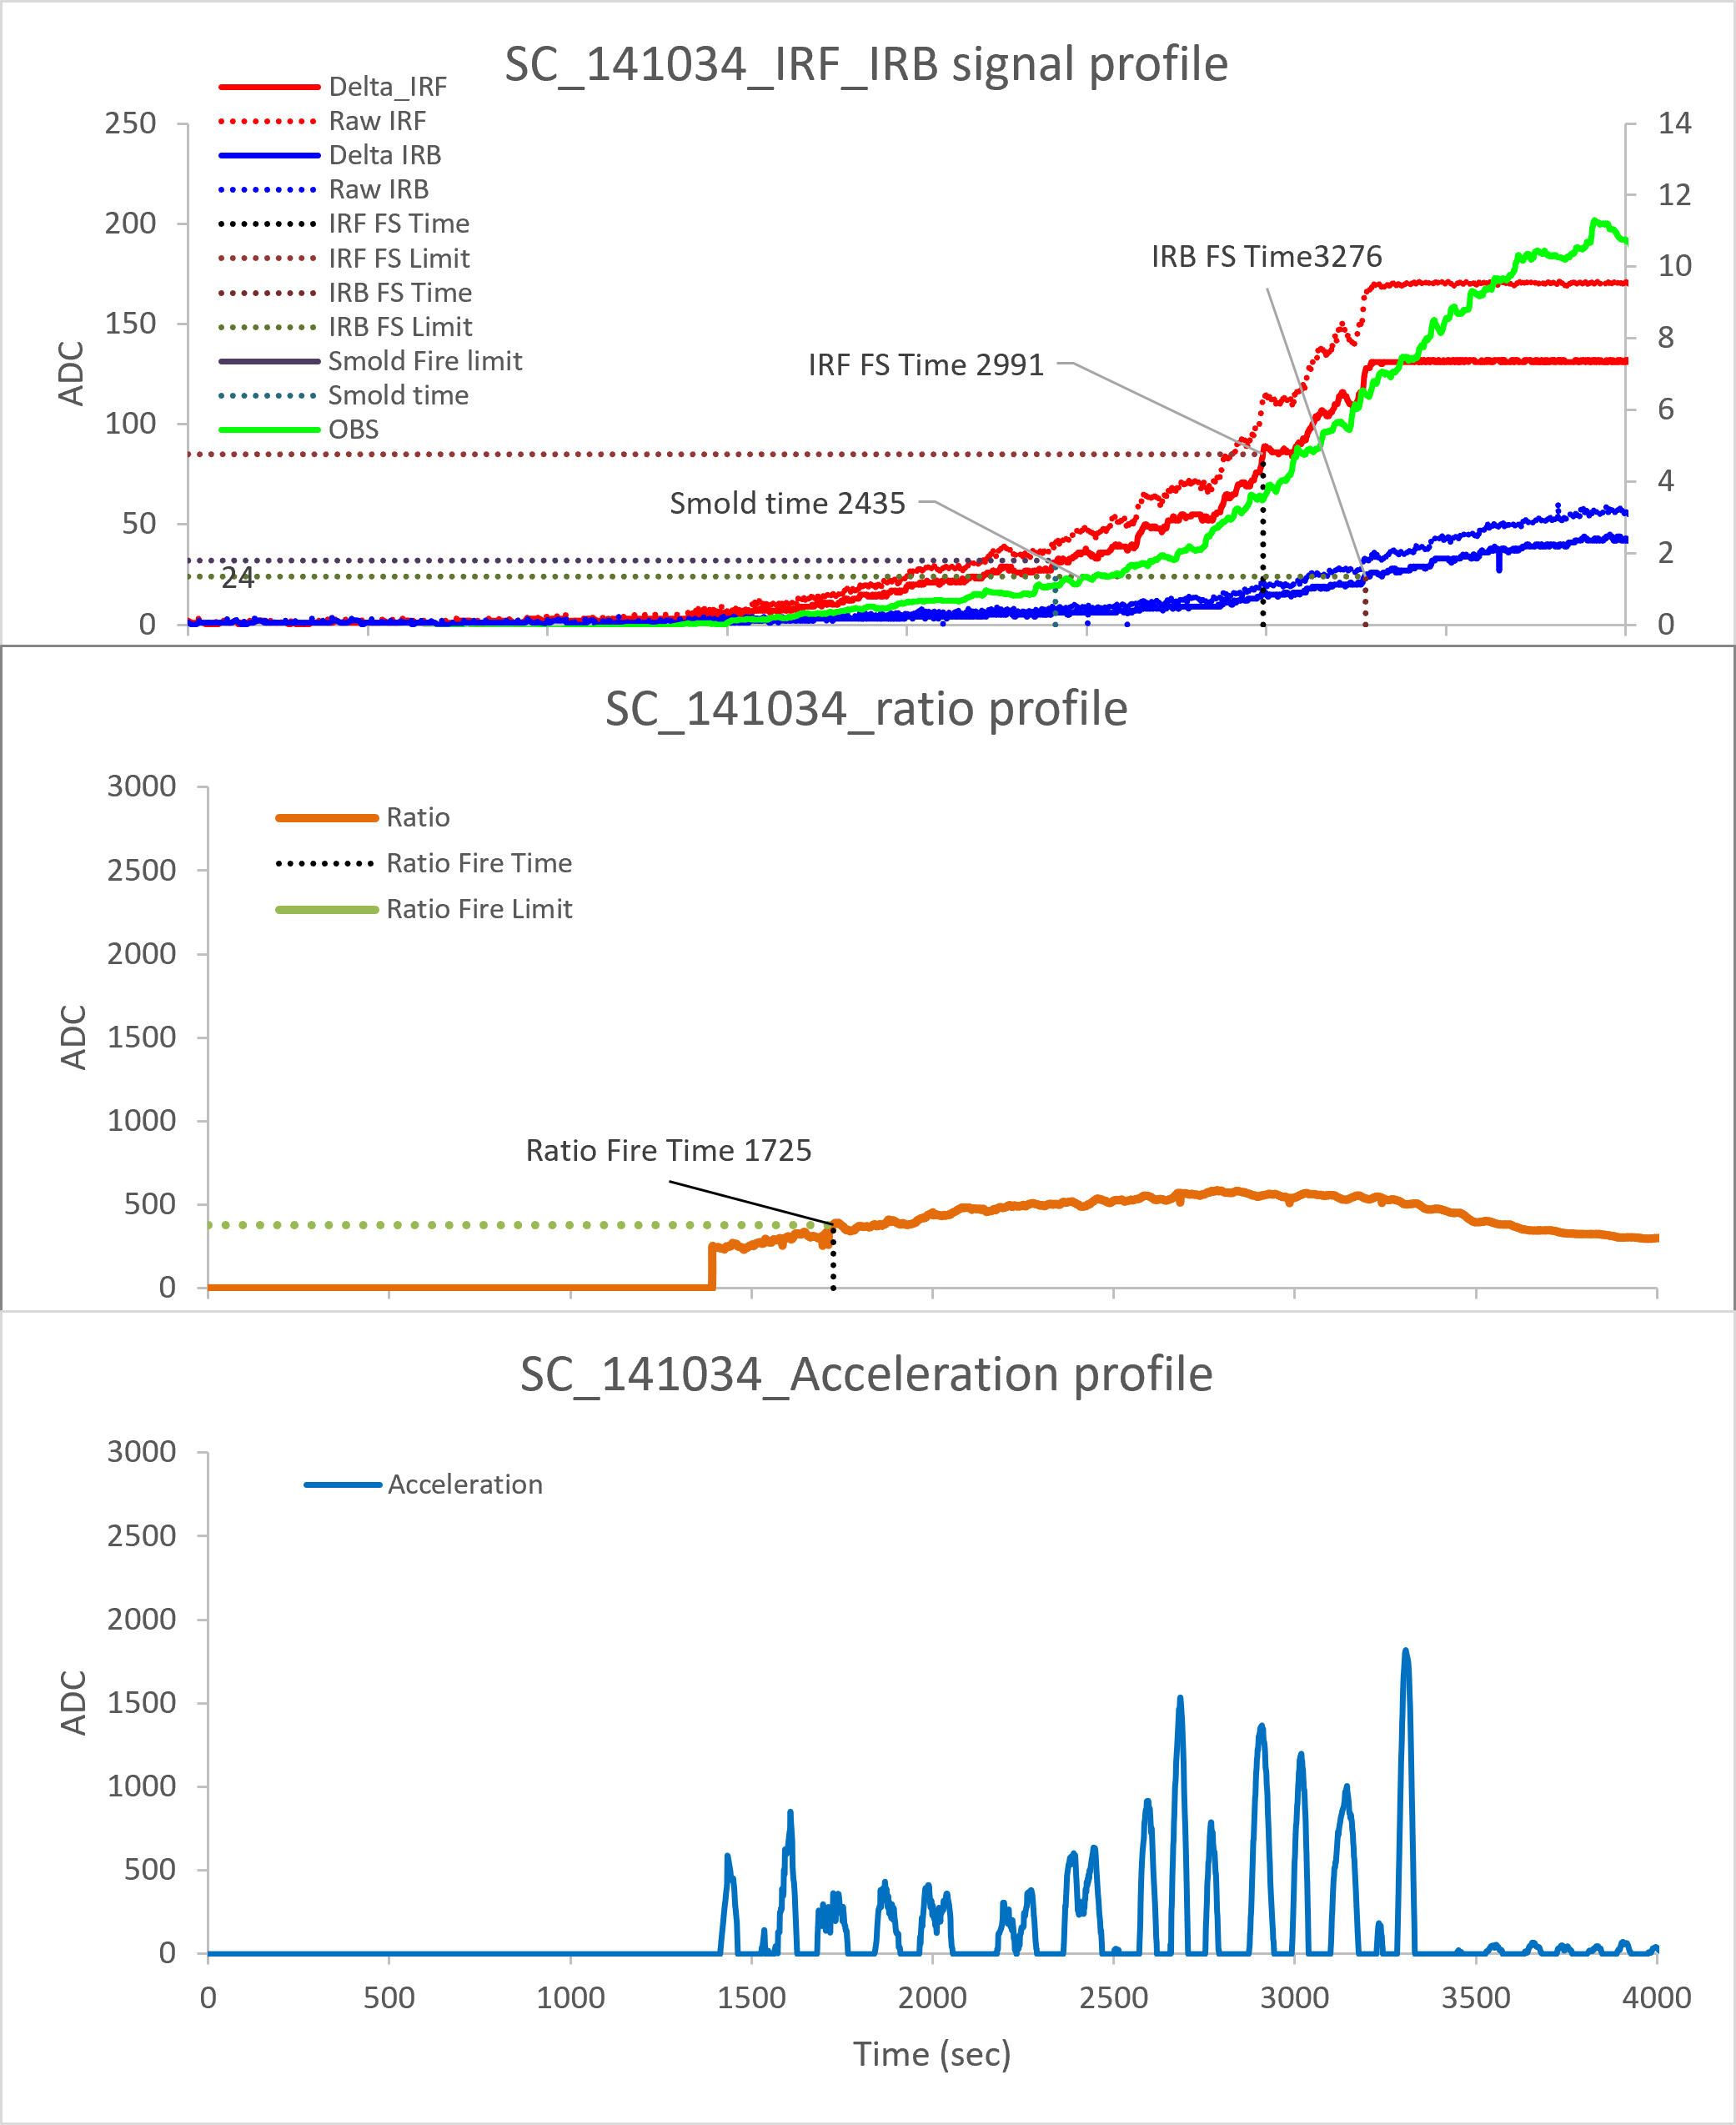 SC_141034_IRF_IRB signal profile
Delta_IRF
Raw IRF
Delta IRB
Raw IRB
IRF FS Time
IRF FS Limit
IRB FS Time
IRB FS Limit
Smold Fire limit
Smold time
OBS
250
200
150
100
50
0
ADC
14
12
10
8
6
4
2
0
IRB FS Time3276
IRF FS Time 2991
Smold time 2435
24
SC_141034_ratio profile
3000
2500
2000
1500
1000
500
0
ADC
Ratio
Ratio Fire Time
Ratio Fire Limit
Ratio Fire Time 1725
SC_141034_Acceleration profile
3000
2500
2000
1500
1000
500
0
ADC
Acceleration
0 500 1000 1500 2000 2500 3000 3500 4000
Time (sec)